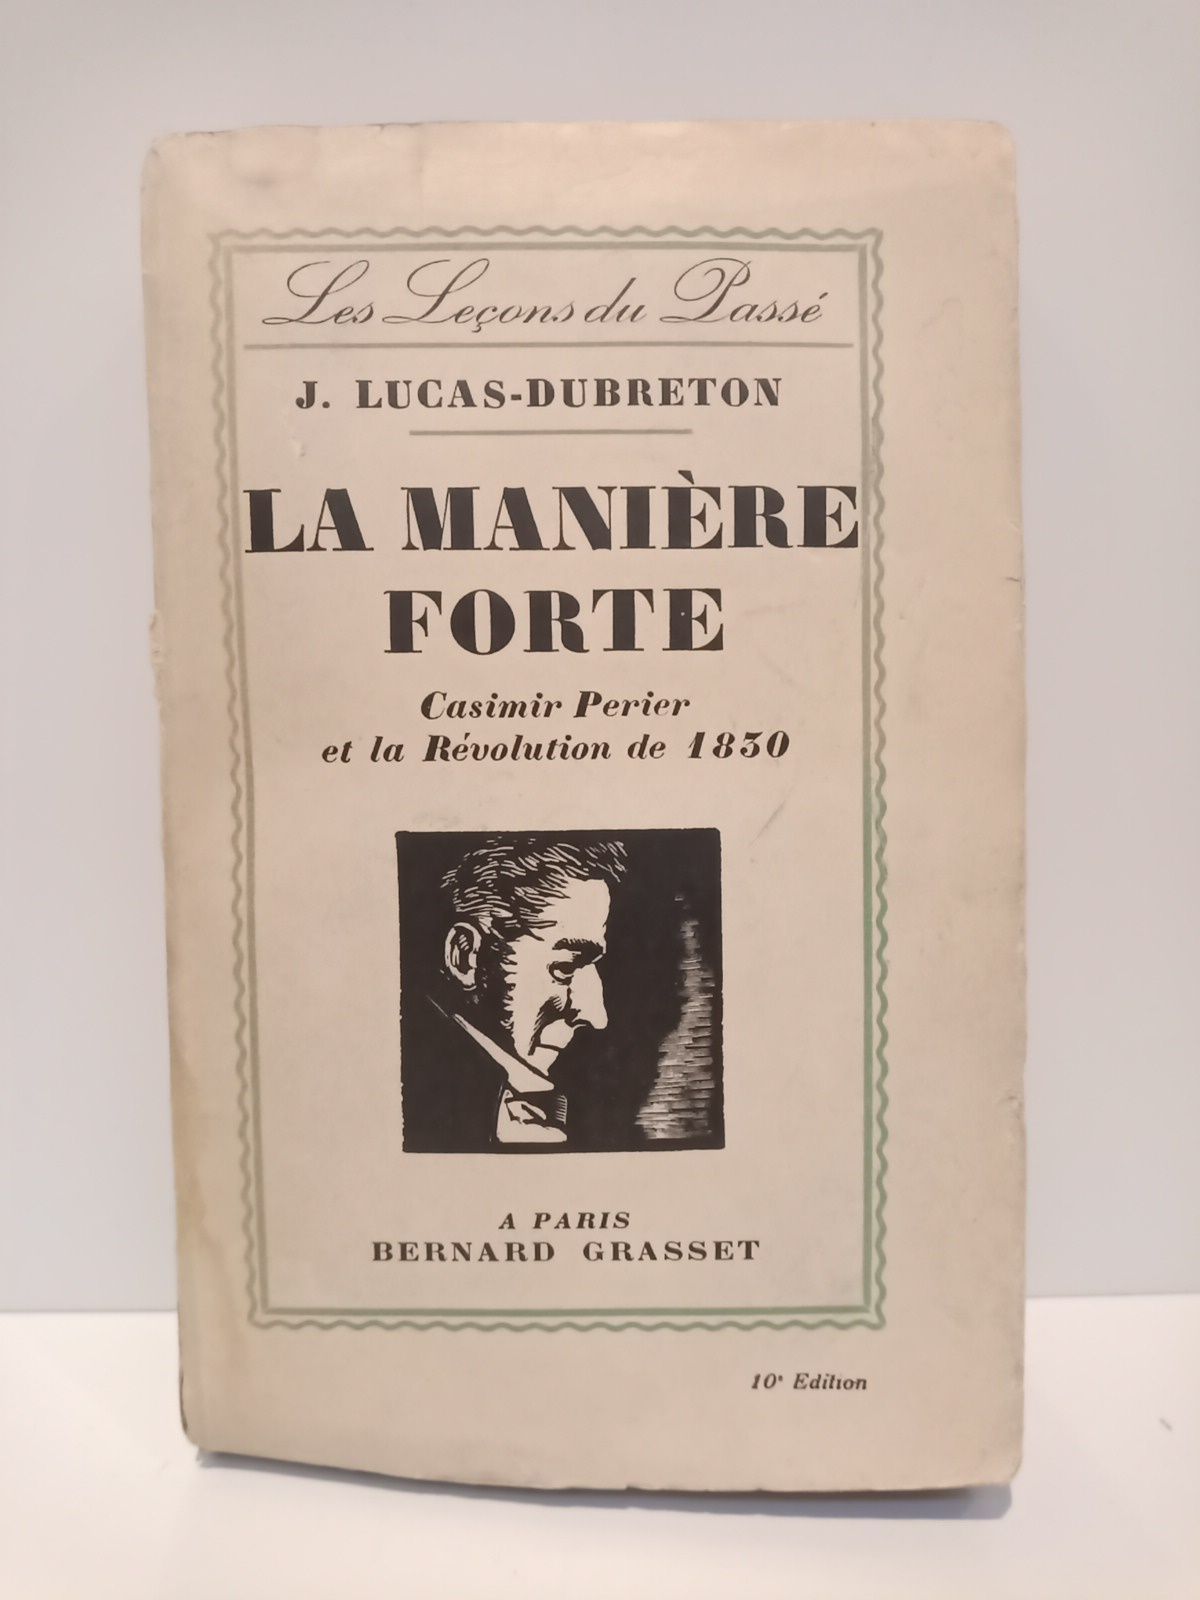 Les Leçons du Passé
J. LUCAS-DUBRETON
LA MANIÈRE
FORTE
Casimir Perier
et la Révolution de 1830
A PARIS
BERNARD GRASSET
10e Edition